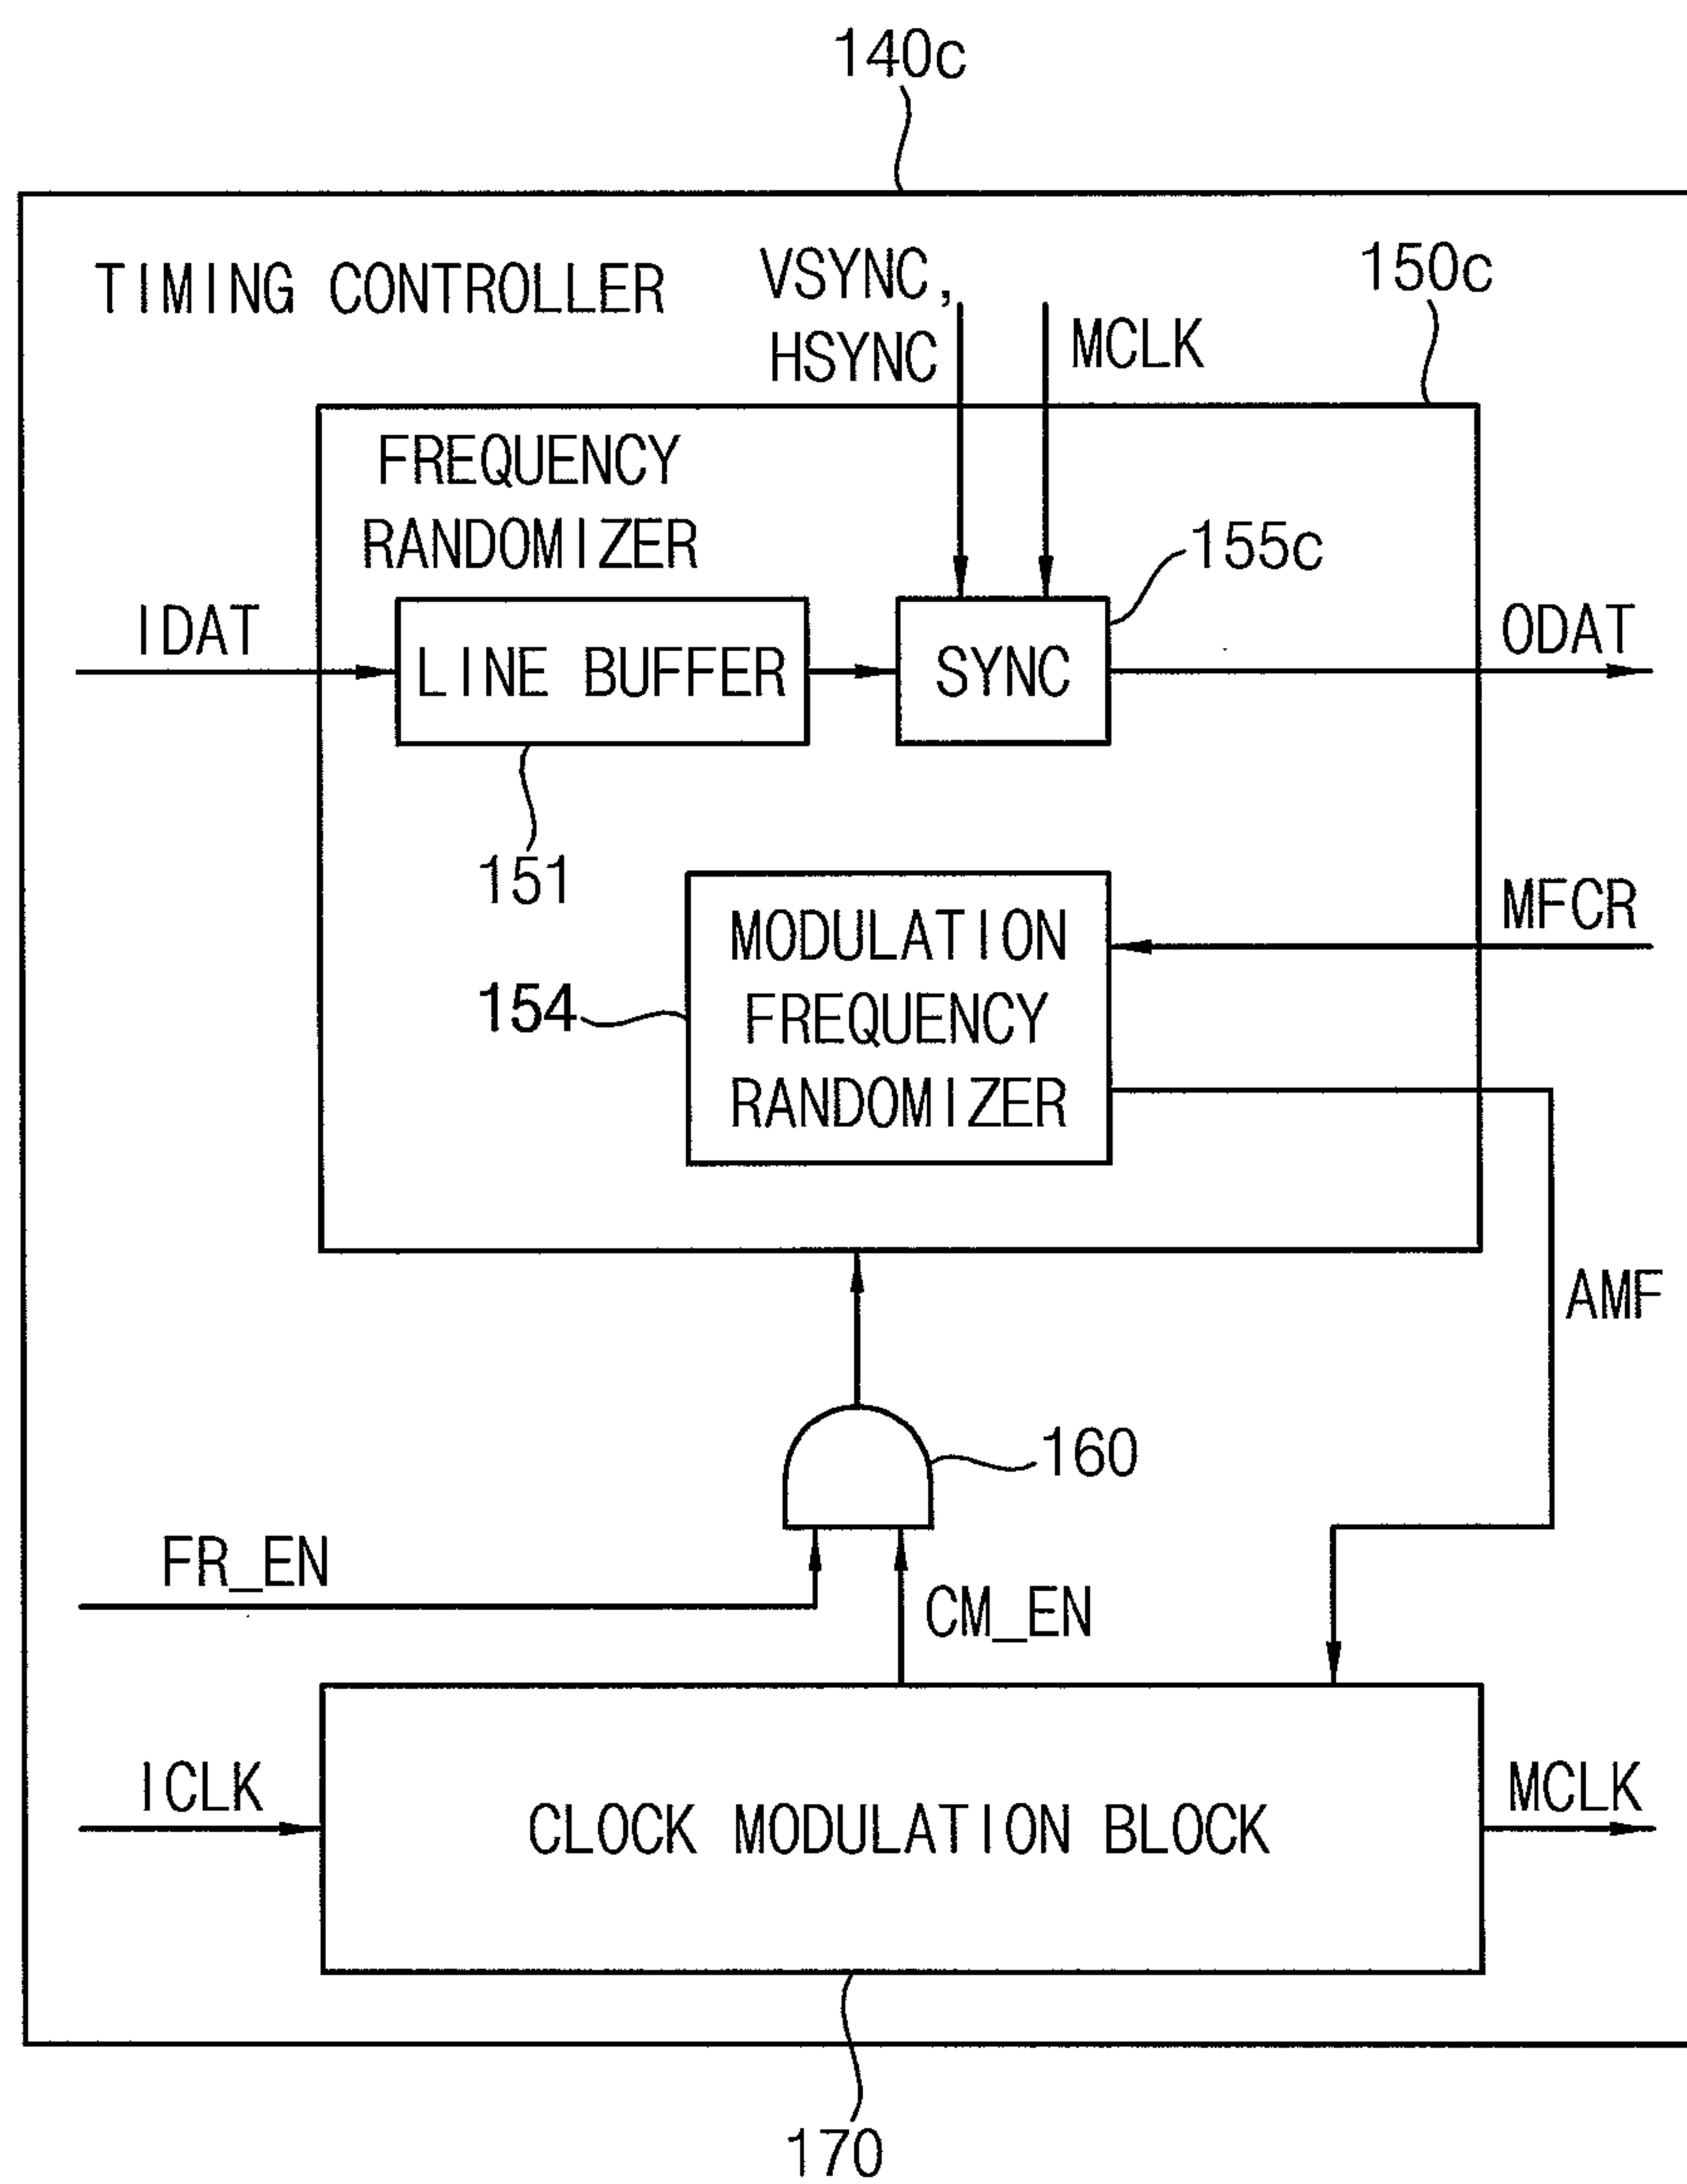 140c
TIMING CONTROLLER
VSYNC,
HSYNC
MCLK
150c
FREQUENCY
RANDOMIZER
155c
IDAT
LINE BUFFER
SYNC
ODAT
151
MFCR
MODULATION
FREQUENCY
RANDOMIZER
154
AMF
160
FR_EN
CM_EN
ICLK
CLOCK MODULATION BLOCK
MCLK
170